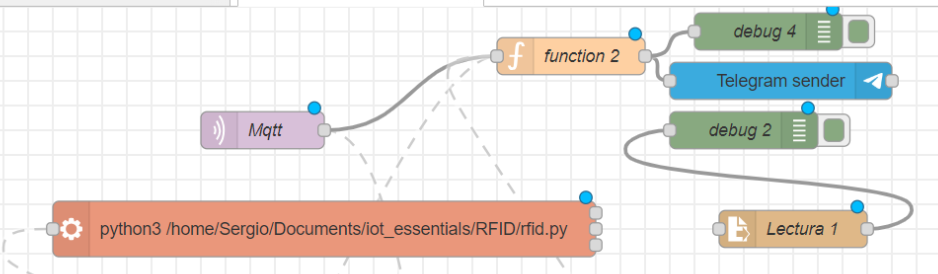 debug 4
function 2
Telegram sender
Mqtt
debug 2
python3 /home/Sergio/Documents/iot_essentials/RFID/rfid.py
Lectura 1